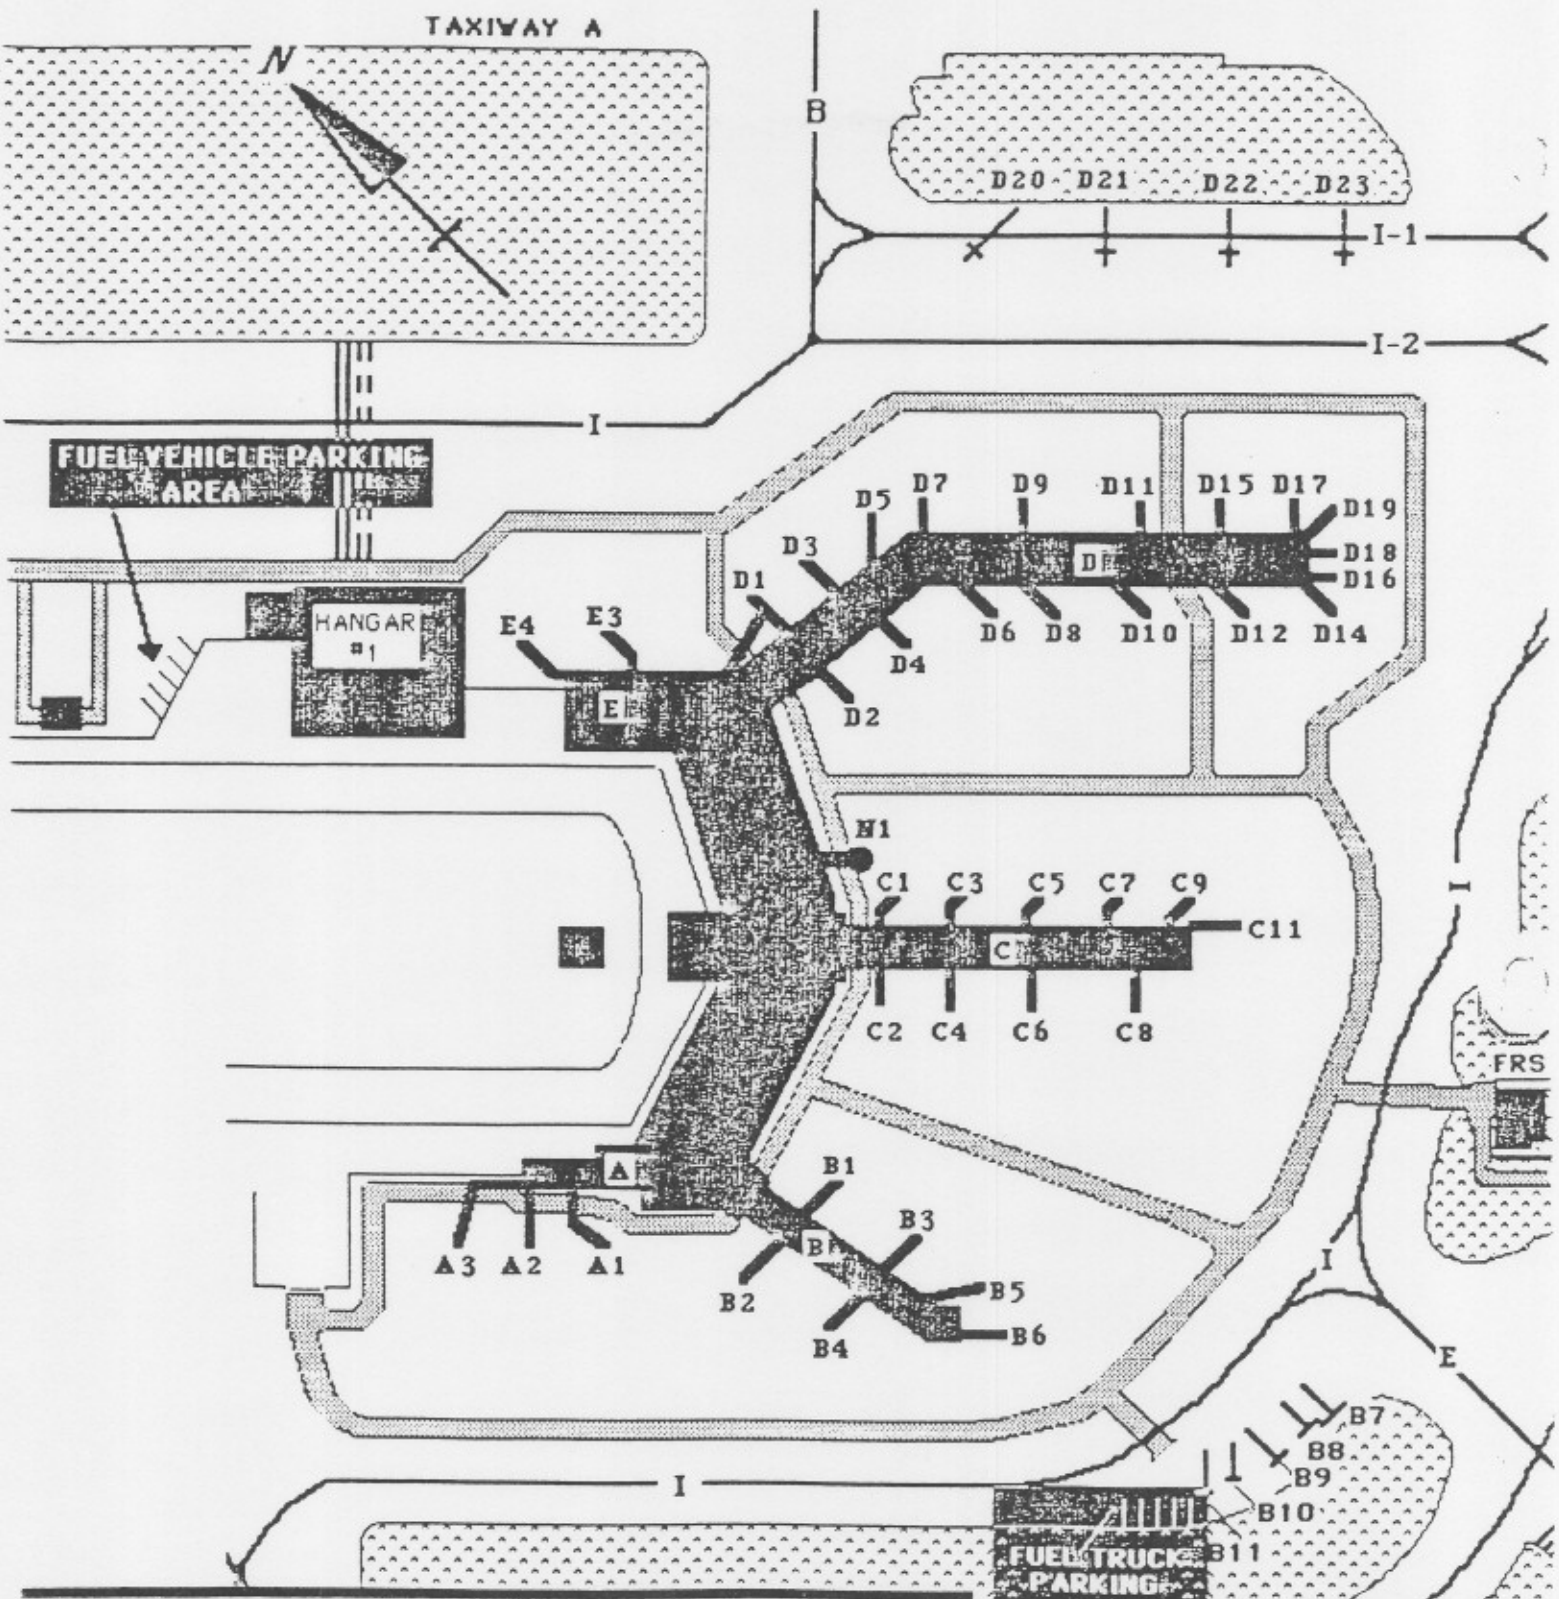 TAXIWAY A
N
B
D20 D21 D22 D23
I-1
I-2
I
FUEL VEHICLE PARKING
AREA
D7 D9 D11 D15 D17
D5 D19
D3 D18
D1 D16
HANGAR
#1
E4 E3
D6 D8 D10 D12 D14
D4
D2
D
E
N1
C1 C3 C5 C7 C9
C11
C
C2 C4 C6 C8
I
FRS
A
B1
B3
B
A3 A2 A1
B2
B5
B4
B6
I
E
B7
B8
B9
B10
B11
I
FUEL TRUCK
PARKING